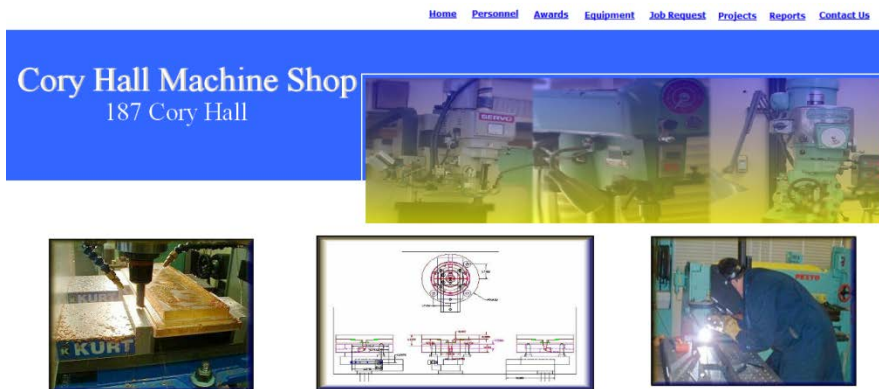 Home Personnel Awards Equipment Job Request Projects Reports Contact Us
Cory Hall Machine Shop
187 Cory Hall
SERVO
KURT
KURT